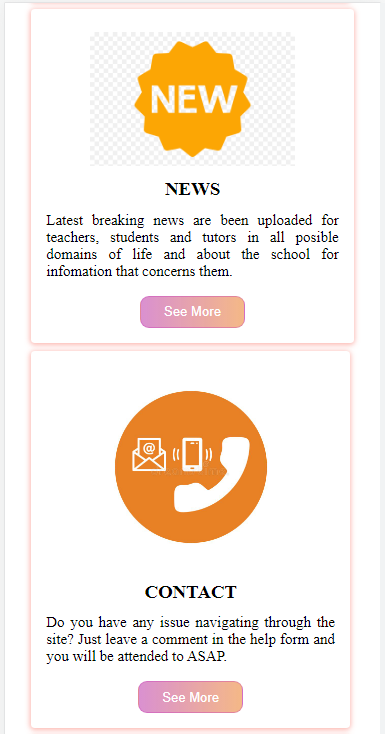 NEW
NEWS
Latest breaking news are been uploaded for
teachers, students and tutors in all posible
domains of life and about the school for
infomation that concerns them.
See More
@
CONTACT
Do you have any issue navigating through the
site? Just leave a comment in the help form and
you will be attended to ASAP.
See More